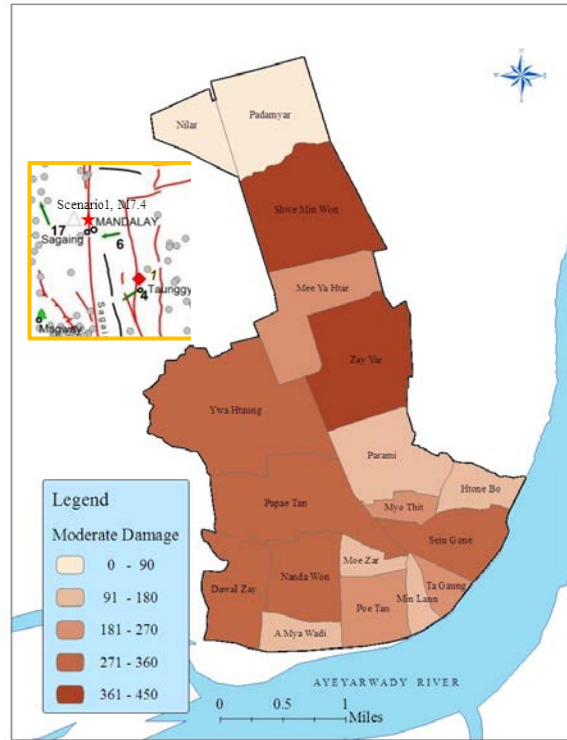 Nilar
Padamyar
Shwe Min Won
Scenario1, M7.4
MANDALAY
17
Sagaing
6
1
4
Taunggy
Sagai
Magway
Mee Ya Htar
Zay Yar
Ywa Htaung
Parami
Htone Bo
Papae Tan
Myo Thit
Sein Gone
Moe Zar
Dawal Zay
Nanda Won
Ta Gaung
Min Lann
Poe Tan
A Mya Wadi
Legend
Moderate Damage
0 - 90
91 - 180
181 - 270
271 - 360
361 - 450
AYEYARWADY RIVER
0 0.5 1
Miles